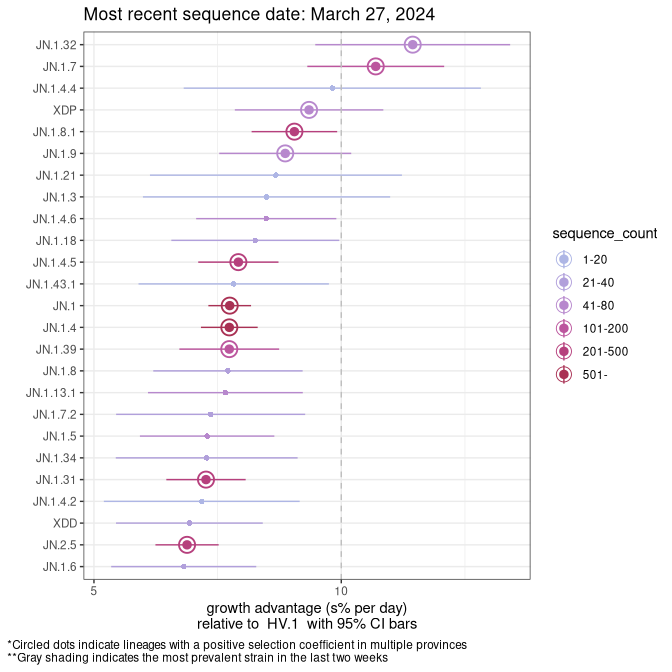 Most recent sequence date: March 27, 2024
JN.1.32
JN.1.7
JN.1.4.4
XDP
JN.1.8.1
JN.1.9
JN.1.21
JN.1.3
JN.1.4.6
JN.1.18
JN.1.4.5
JN.1.43.1
JN.1
JN.1.4
JN.1.39
JN.1.8
JN.1.13.1
JN.1.7.2
JN.1.5
JN.1.34
JN.1.31
JN.1.4.2
XDD
JN.2.5
JN.1.6
5 10
growth advantage (s% per day)
relative to HV.1 with 95% CI bars
sequence_count
1-20
21-40
41-80
101-200
201-500
501-
*Circled dots indicate lineages with a positive selection coefficient in multiple provinces
**Gray shading indicates the most prevalent strain in the last two weeks